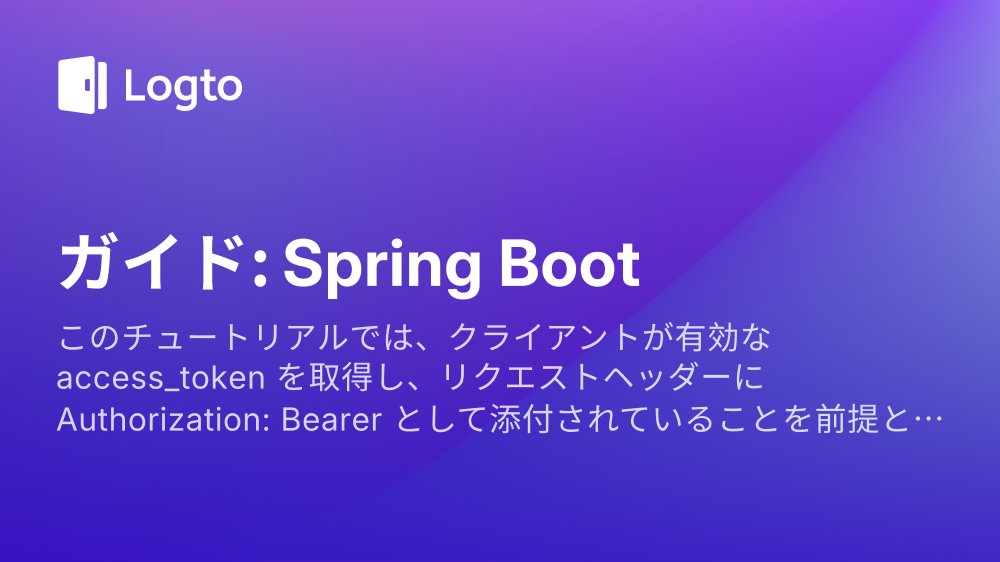 Logto
ガイド: Spring Boot
このチュートリアルでは、クライアントが有効な
access_token を取得し、リクエストヘッダーに
Authorization: Bearer として添付されていることを前提と…